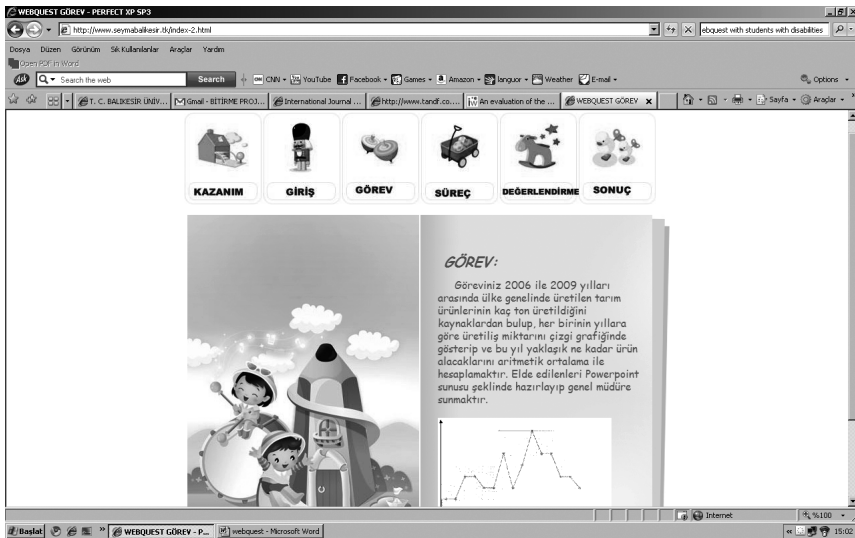 WEBQUEST GÖREV - PERFECT XP SP3
http://www.seymabalikesir.tk/index-2.html
ebquest with students with disabilities
Dosya Düzen Görünüm Sık Kullanılanlar Araçlar Yardım
Open PDF in Word
Ask Search the web Search CNN YouTube Facebook Games Amazon languor Weather E-mail Options
T. C. BALIKESİR ÜNİV... Gmail - BİTİRME PROJ... International Journal ... http://www.tandf.co.... An evaluation of the ... WEBQUEST GÖREV Sayfa Araçlar
KAZANIM GİRİŞ GÖREV SÜREÇ DEĞERLENDİRME SONUÇ
GÖREV:
Göreviniz 2006 ile 2009 yılları
arasında ülke genelinde üretilen tarım
ürünlerinin kaç ton üretildiğini
kaynaklardan bulup, her birinin yıllara
göre üretiliş miktarını çizgi grafiğinde
gösterip ve bu yıl yaklaşık ne kadar ürün
alacaklarını aritmetik ortalama ile
hesaplamaktır. Elde edilenleri Powerpoint
sunusu şeklinde hazırlayıp genel müdüre
sunmaktır.
Internet %100
Başlat WEBQUEST GÖREV - P... webquest - Microsoft Word 15:02